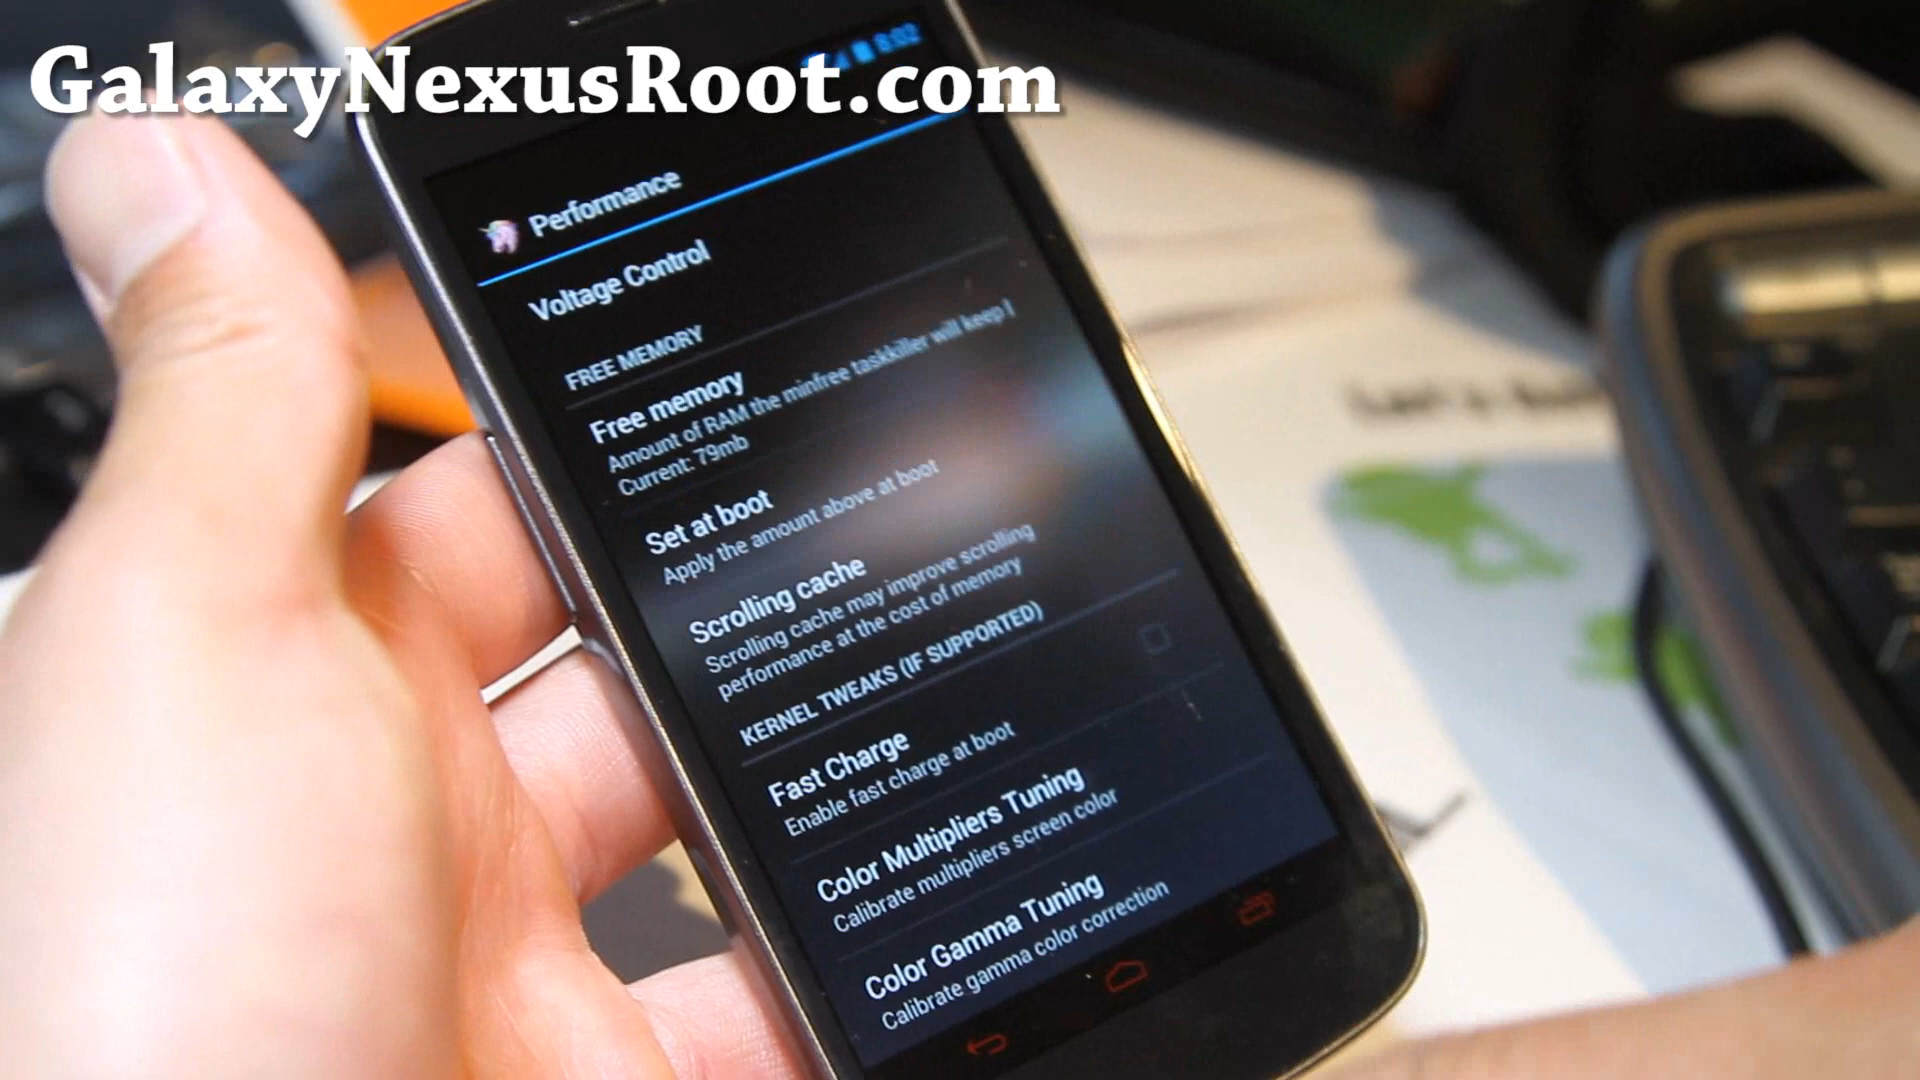 GalaxyNexusRoot.com
6:02
Performance
Voltage Control
FREE MEMORY
Free memory
Amount of RAM the minfree taskkiller will keep
Current: 79mb
Set at boot
Apply the amount above at boot
Scrolling cache
Scrolling cache may improve scrolling
performance at the cost of memory
KERNEL TWEAKS (IF SUPPORTED)
Fast Charge
Enable fast charge at boot
Color Multipliers Tuning
Calibrate multipliers screen color
Color Gamma Tuning
Calibrate gamma color correction